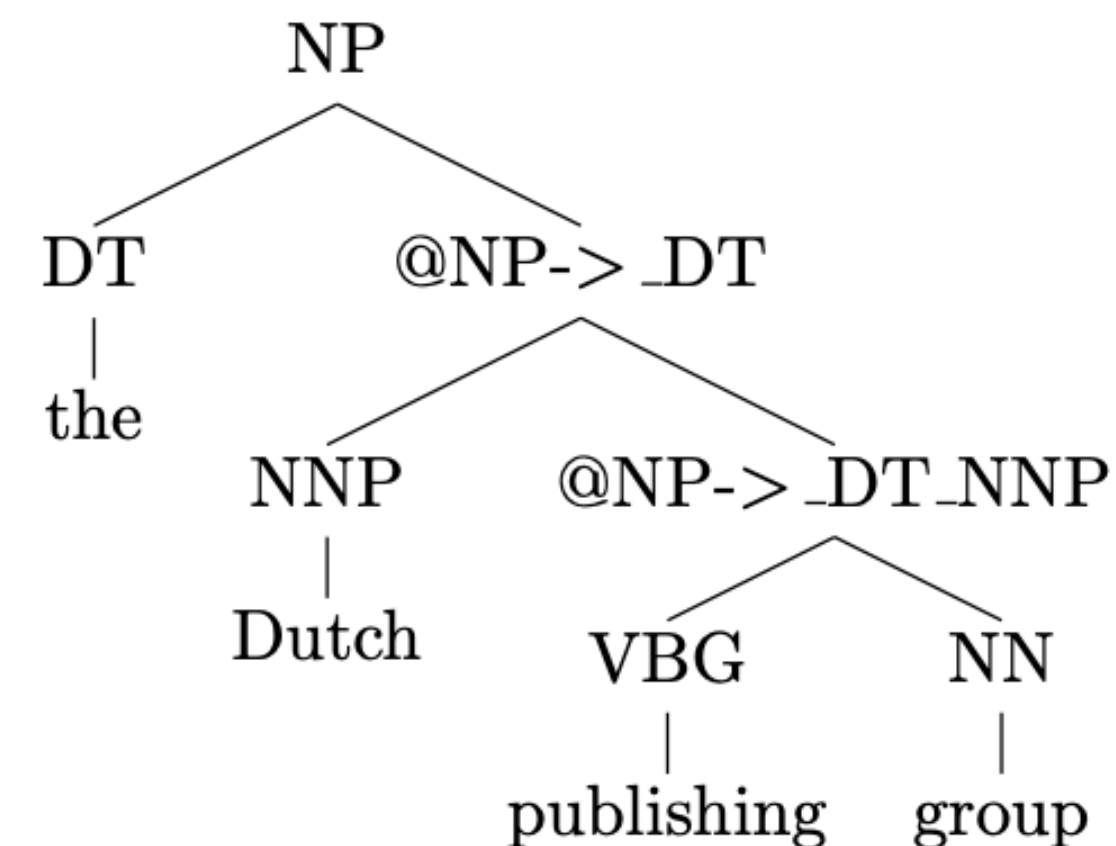 NP
DT @NP->_DT
the
NNP @NP->_DT_NNP
Dutch
VBG NN
publishing group